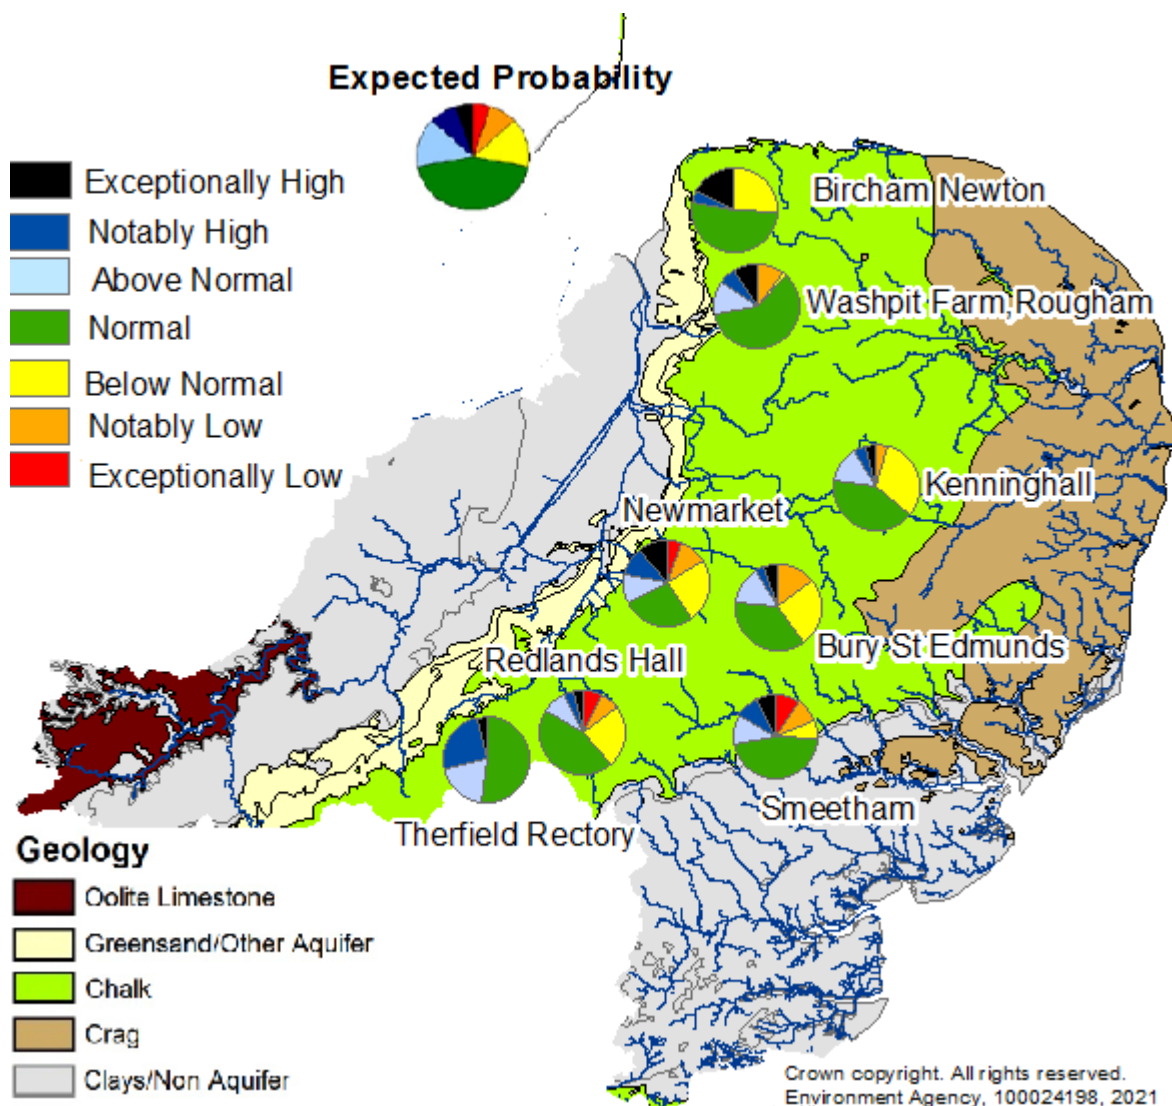 Expected Probability
Exceptionally High
Notably High
Above Normal
Normal
Below Normal
Notably Low
Exceptionally Low
Bircham Newton
Washpit Farm,Rougham
Kenninghall
Newmarket
Bury St Edmunds
Redlands Hall
Smeetham
Therfield Rectory
Geology
Oolite Limestone
Greensand/Other Aquifer
Chalk
Crag
Clays/Non Aquifer
Crown copyright. All rights reserved.
Environment Agency, 100024198, 2021